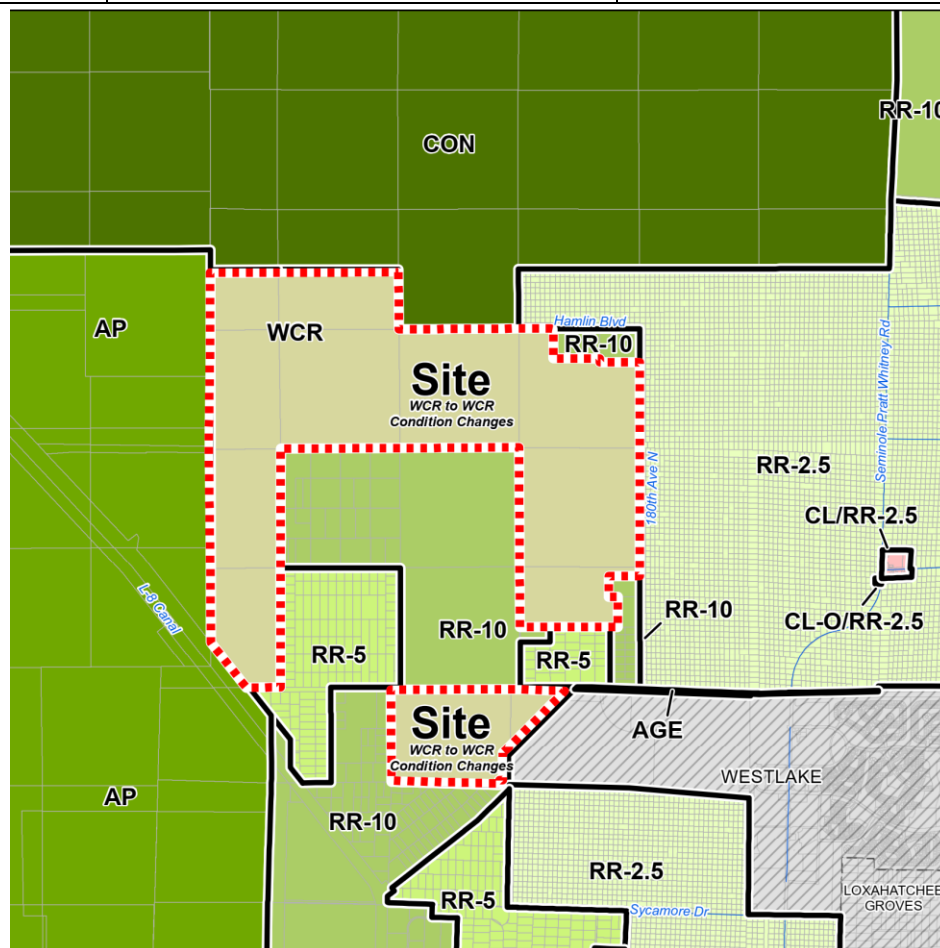 CON
RR-10
AP
WCR
Hamlin Blvd
RR-10
Site
WCR to WCR
Condition Changes
Seminole Pratt Whitney Rd
RR-2.5
180th Ave N
CL/RR-2.5
L-8 Canal
RR-10
RR-10
CL-O/RR-2.5
RR-5
RR-5
Site
WCR to WCR
Condition Changes
AGE
WESTLAKE
AP
RR-10
RR-2.5
RR-5
Sycamore Dr
LOXAHATCHEE
GROVES